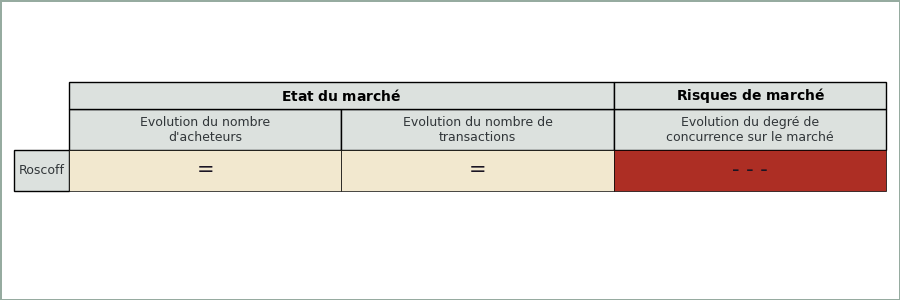 Etat du marché
Risques de marché
Evolution du nombre
d'acheteurs
Evolution du nombre de
transactions
Evolution du degré de
concurrence sur le marché
Roscoff
=
=
- - -